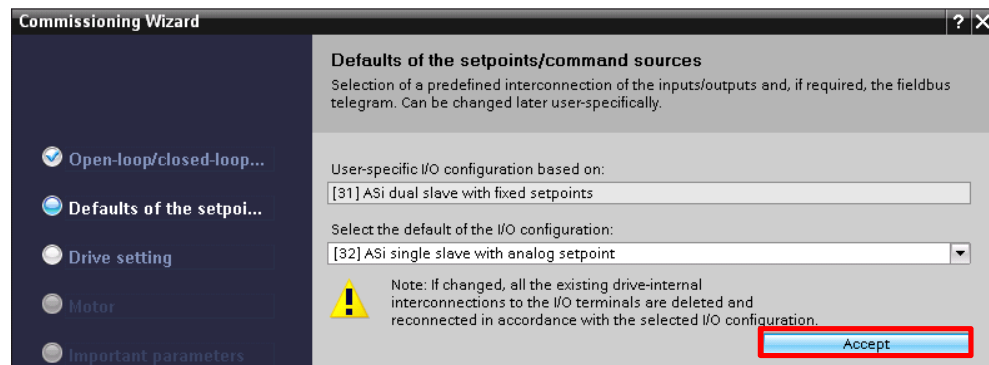 Commissioning Wizard
? X
Defaults of the setpoints/command sources
Selection of a predefined interconnection of the inputs/outputs and, if required, the fieldbus
telegram. Can be changed later user-specifically.
Open-loop/closed-loop...
Defaults of the setpoi...
Drive setting
Motor
Important parameters
User-specific I/O configuration based on:
[31] ASi dual slave with fixed setpoints
Select the default of the I/O configuration:
[32] ASi single slave with analog setpoint
Note: If changed, all the existing drive-internal
interconnections to the I/O terminals are deleted and
reconnected in accordance with the selected I/O configuration.
Accept